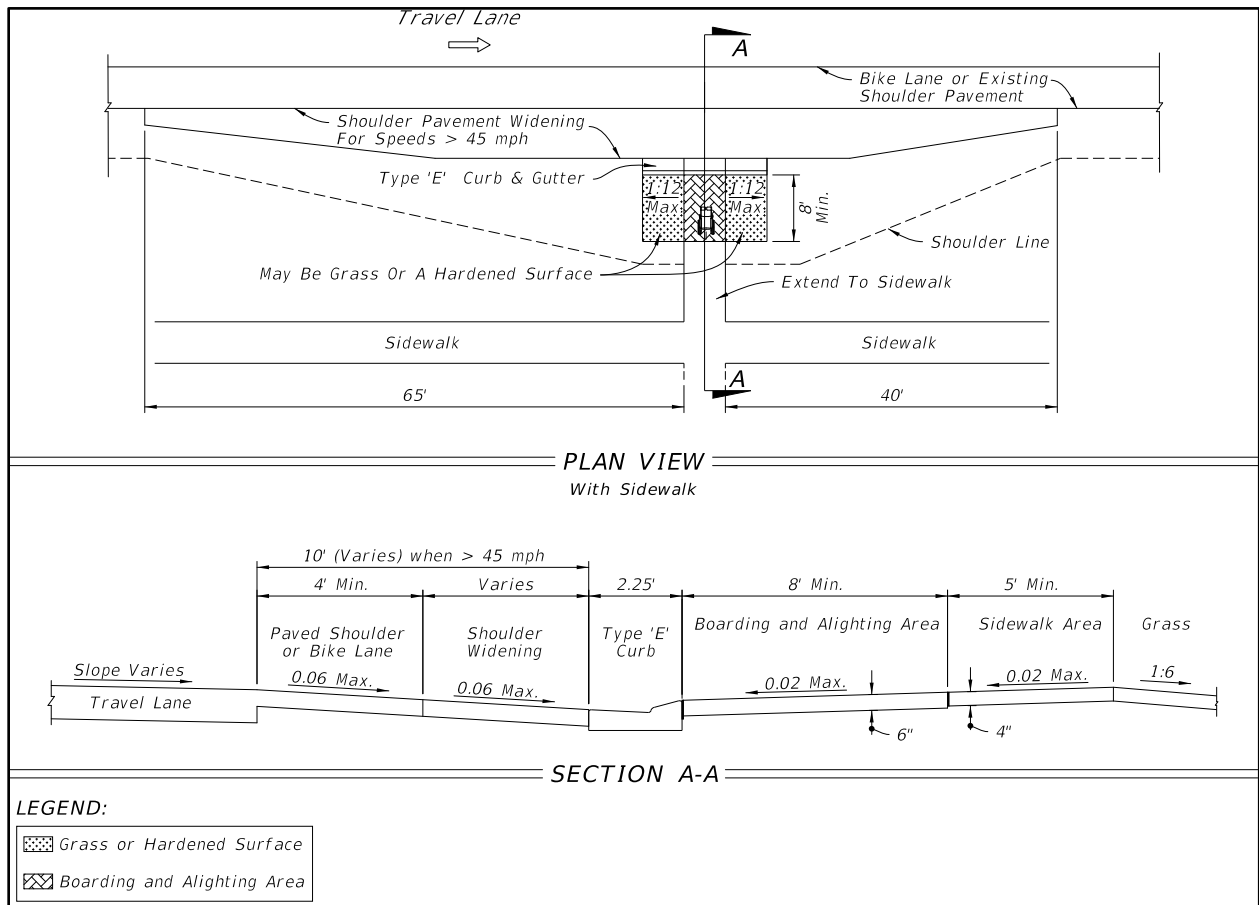 Travel Lane
A
Bike Lane or Existing
Shoulder Pavement
Shoulder Pavement Widening
For Speeds > 45 mph
Type 'E' Curb & Gutter
1:12
Max
1:12
Max
8'
Min.
Shoulder Line
May Be Grass Or A Hardened Surface
Extend To Sidewalk
Sidewalk
Sidewalk
A
65'
40'
PLAN VIEW
With Sidewalk
10' (Varies) when > 45 mph
4' Min.
Varies
2.25'
8' Min.
5' Min.
Paved Shoulder
or Bike Lane
Shoulder
Widening
Type 'E'
Curb
Boarding and Alighting Area
Sidewalk Area
Grass
Slope Varies
0.06 Max.
0.06 Max.
0.02 Max.
0.02 Max.
1:6
Travel Lane
6"
4"
SECTION A-A
LEGEND:
Grass or Hardened Surface
Boarding and Alighting Area